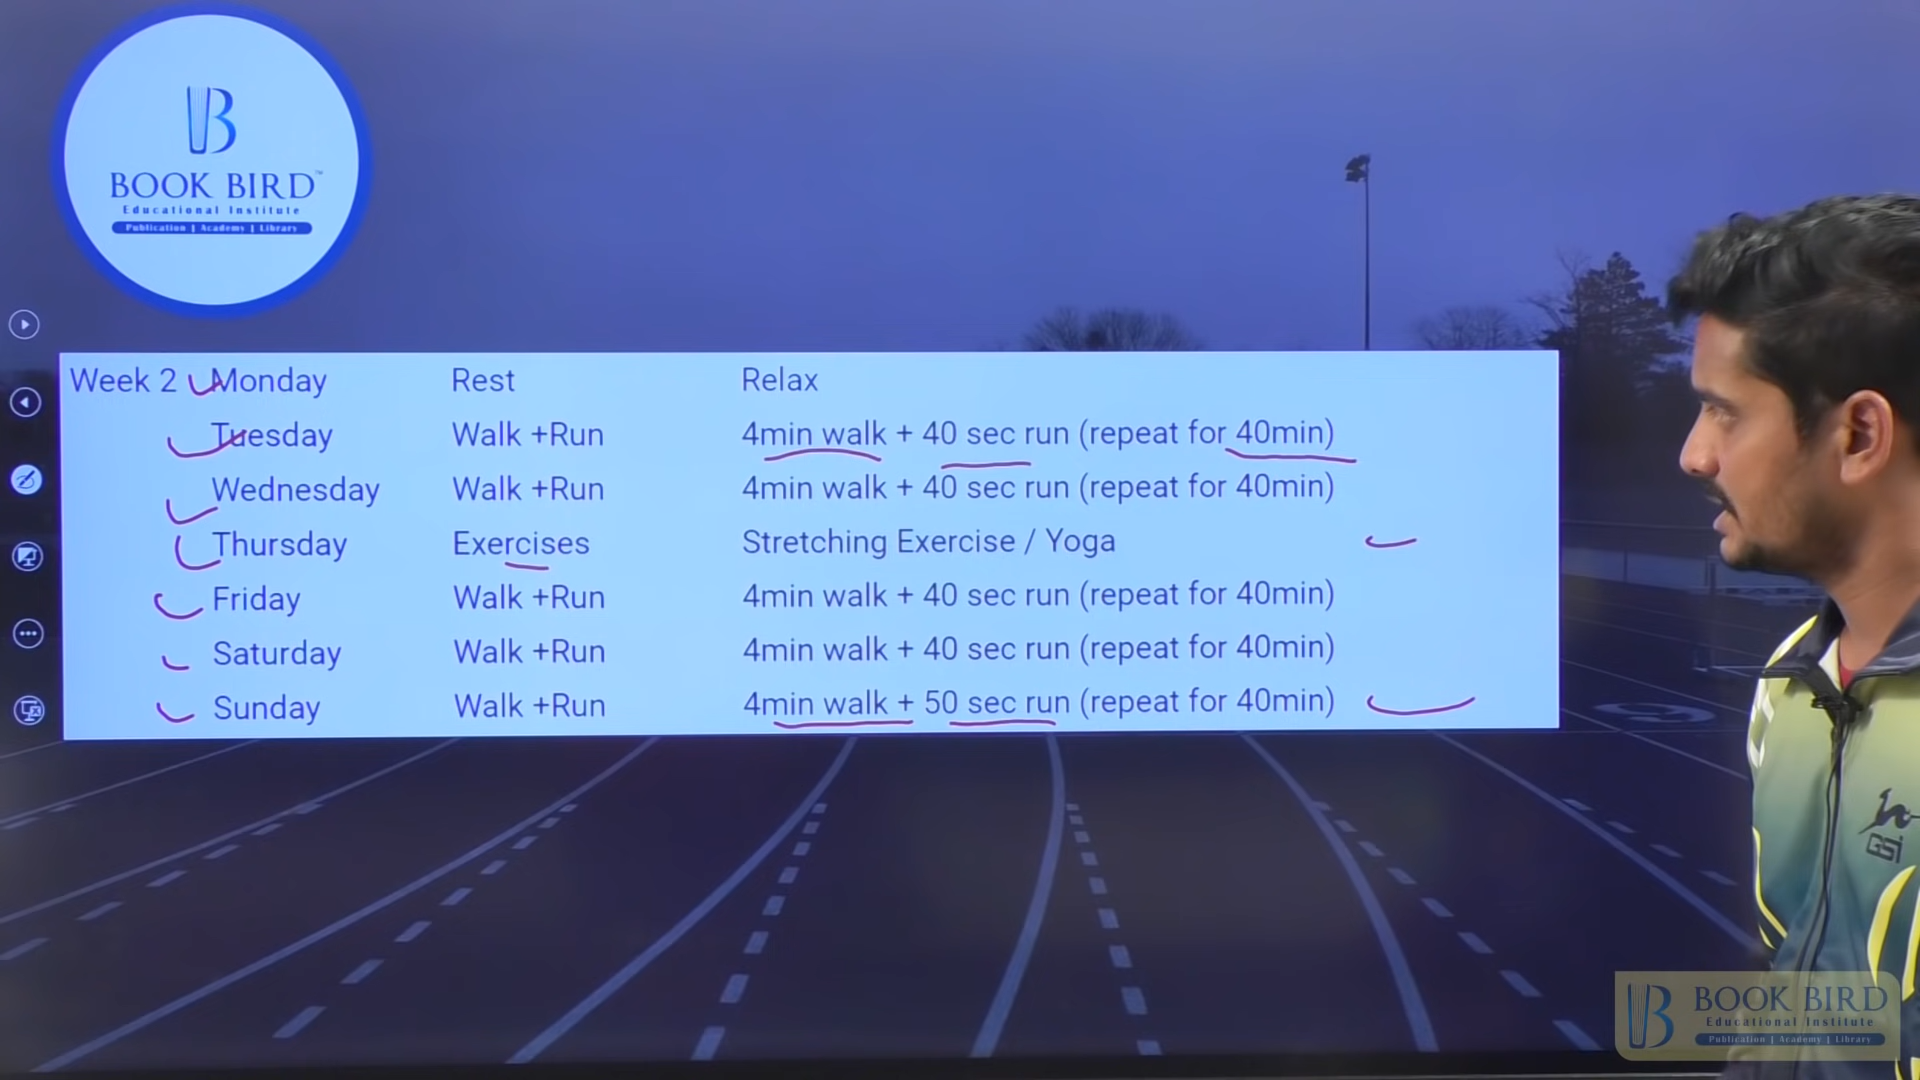 B
BOOK BIRD™
Educational Institute
Publication | Academy | Library
Week 2 Monday Rest Relax
Tuesday Walk +Run 4min walk + 40 sec run (repeat for 40min)
Wednesday Walk +Run 4min walk + 40 sec run (repeat for 40min)
Thursday Exercises Stretching Exercise / Yoga
Friday Walk +Run 4min walk + 40 sec run (repeat for 40min)
Saturday Walk +Run 4min walk + 40 sec run (repeat for 40min)
Sunday Walk +Run 4min walk + 50 sec run (repeat for 40min)
B
BOOK BIRD
Educational Institute
Publication | Academy | Library